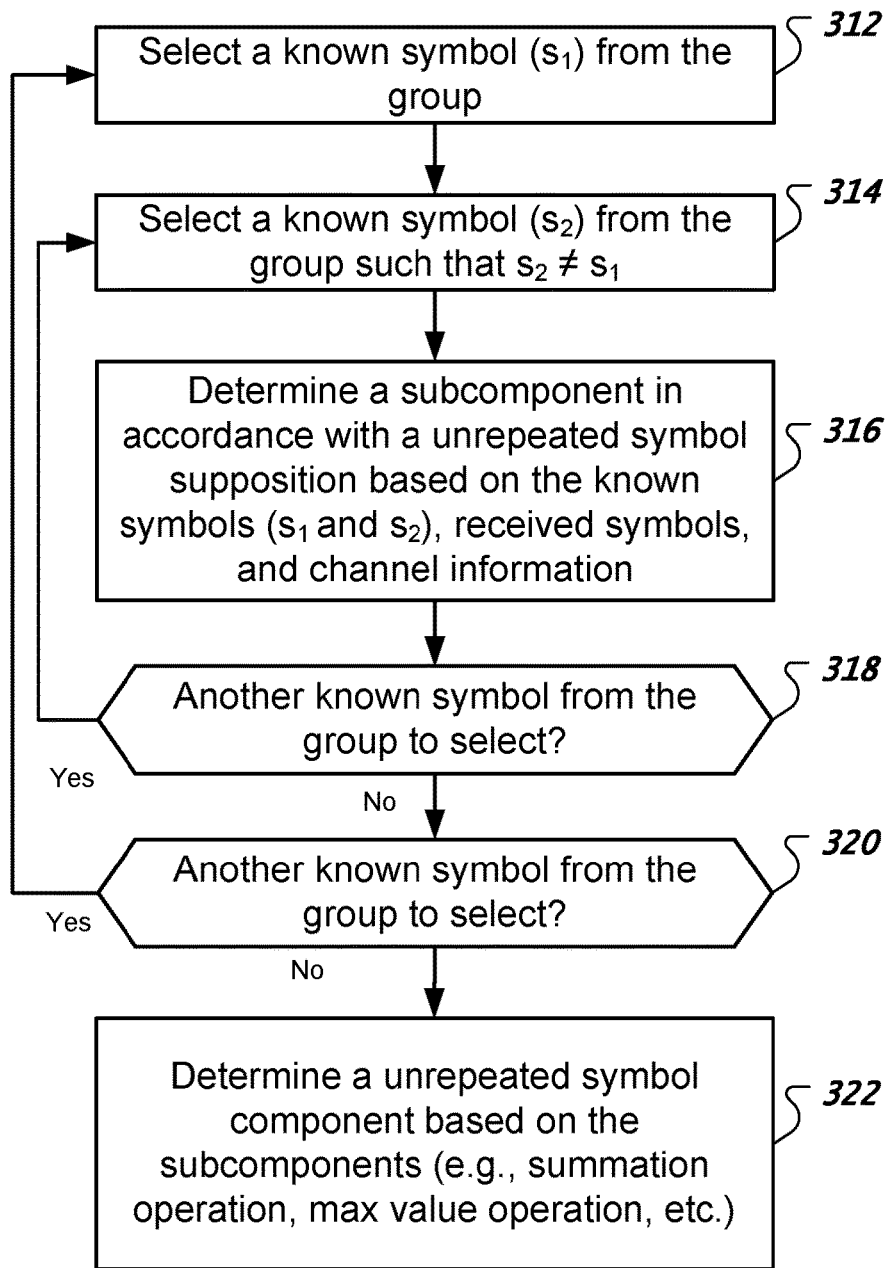 312
Select a known symbol (s₁) from the
group
314
Select a known symbol (s₂) from the
group such that s₂ ≠ s₁
Determine a subcomponent in
accordance with a unrepeated symbol
supposition based on the known
symbols (s₁ and s₂), received symbols,
and channel information
316
318
Another known symbol from the
group to select?
Yes
No
320
Another known symbol from the
group to select?
Yes
No
Determine a unrepeated symbol
component based on the
subcomponents (e.g., summation
operation, max value operation, etc.)
322